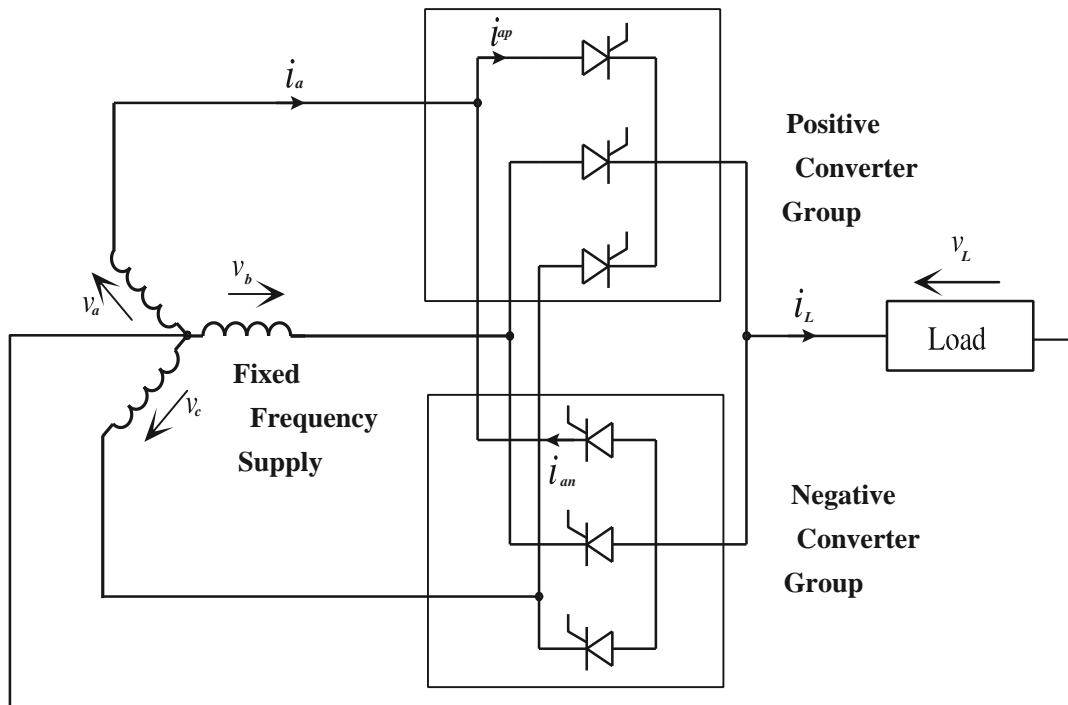 i_ap
i_a
Positive
Converter
Group
v_b
v_a
v_L
i_L
Load
Fixed
Frequency
Supply
v_c
i_an
Negative
Converter
Group